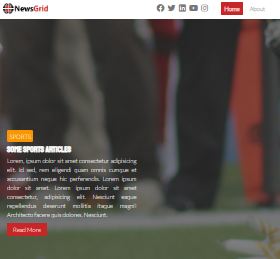 NewsGrid
Home About
SPORTS
SOME SPORTS ARTICLES
Lorem, ipsum dolor sit amet consectetur adipisicing
elit. Id sed, rem eligendi quam omnis cumque et
accusantium neque hic perferendis. Lorem ipsum
dolor sit amet. Lorem ipsum dolor sit amet
consectetur, adipisicing elit. Nesciunt eaque
repellendus deserunt mollitia itaque magni!
Architecto facere quis dolores. Nesciunt.
Read More